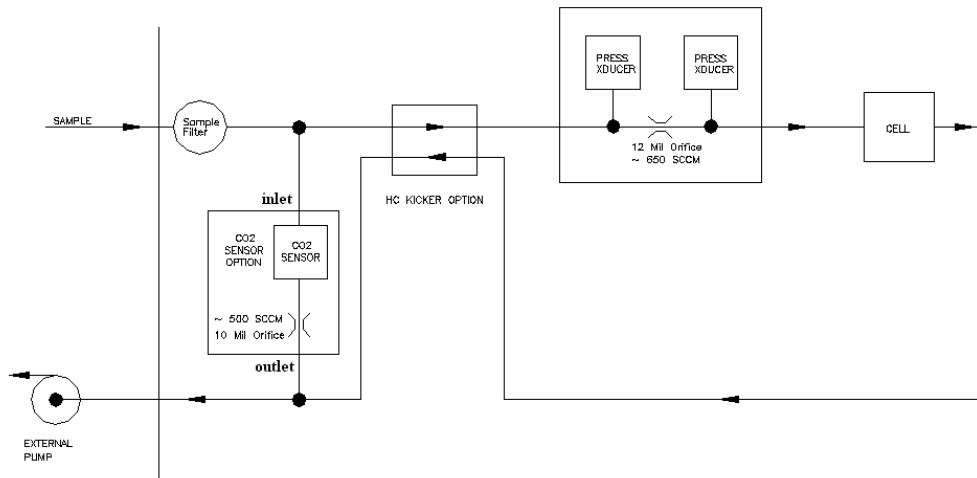 SAMPLE
Sample
Filter
inlet
CO2
SENSOR
OPTION
CO2
SENSOR
~ 500 SCCM
10 Mil Orifice
outlet
HC KICKER OPTION
PRESS
XDUCER
PRESS
XDUCER
12 Mil Orifice
~ 650 SCCM
CELL
EXTERNAL
PUMP